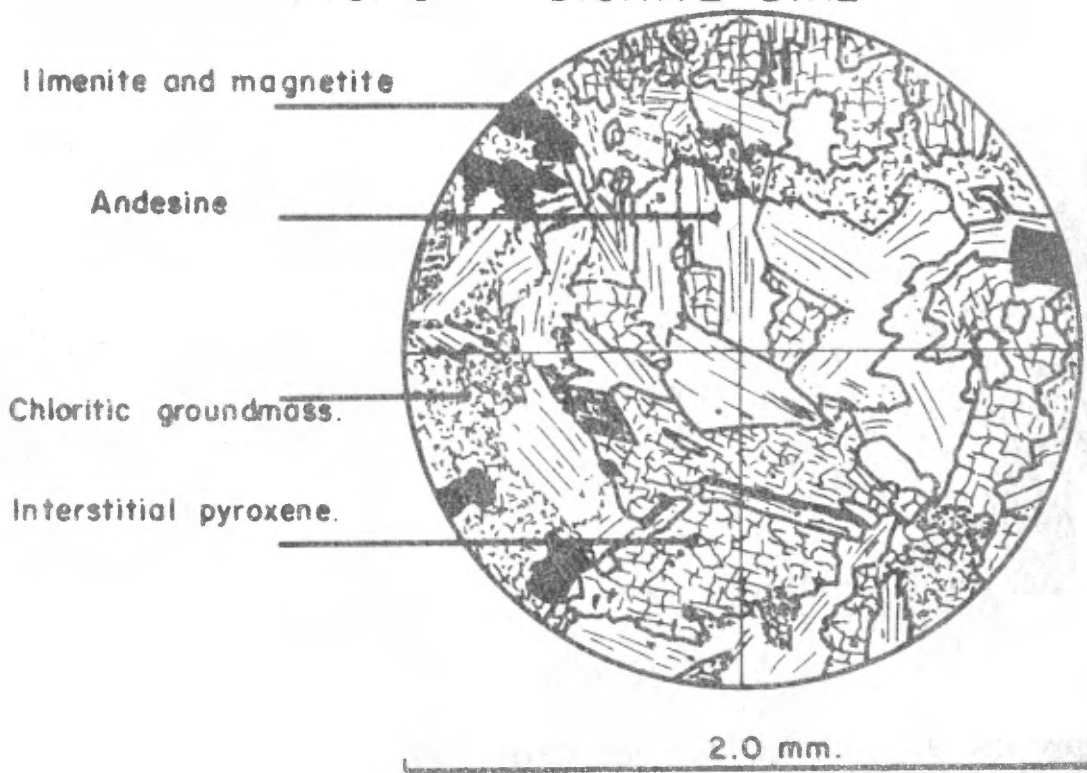 Ilmenite and magnetite
Andesine
Chloritic groundmass.
Interstitial pyroxene.
2.0 mm.